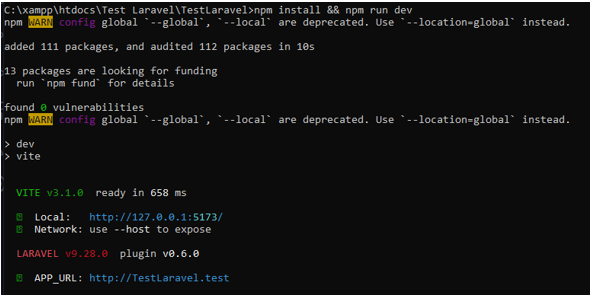 C:\xampp\htdocs\Test Laravel\TestLaravel>npm install && npm run dev
npm WARN config global `--global`, `--local` are deprecated. Use `--location=global` instead.
added 111 packages, and audited 112 packages in 10s
13 packages are looking for funding
run `npm fund` for details
found 0 vulnerabilities
npm WARN config global `--global`, `--local` are deprecated. Use `--location=global` instead.
> dev
> vite
VITE v3.1.0 ready in 658 ms
Local: http://127.0.0.1:5173/
Network: use --host to expose
LARAVEL v9.28.0 plugin v0.6.0
APP_URL: http://TestLaravel.test